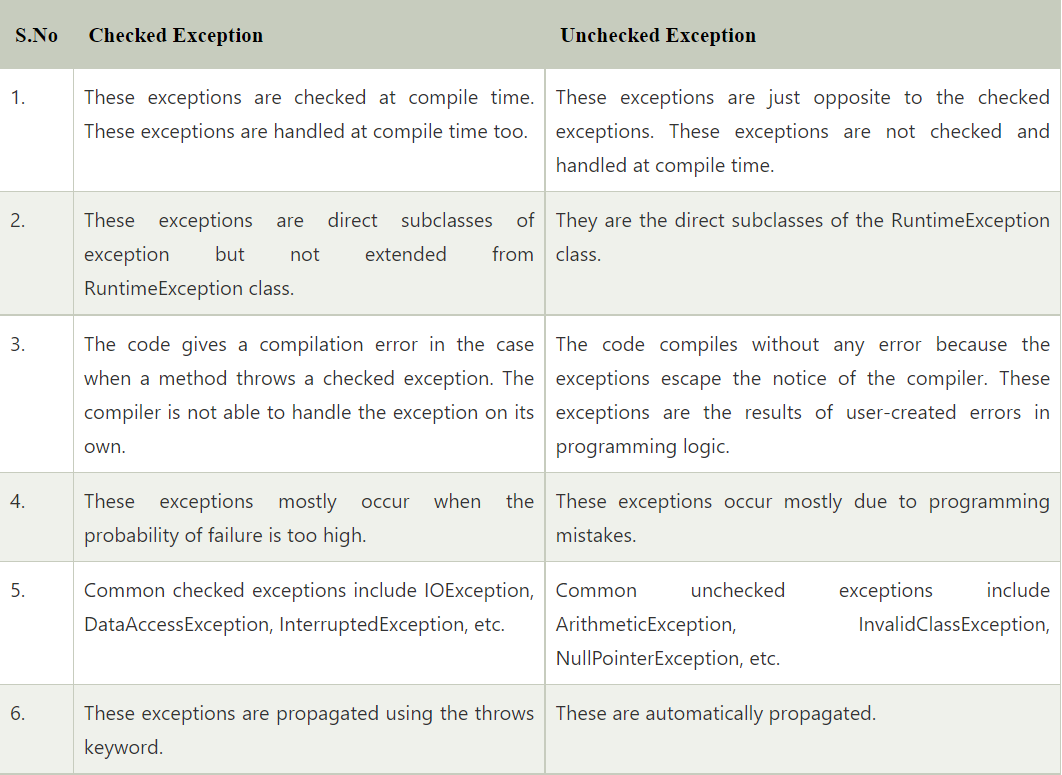 S.No Checked Exception Unchecked Exception
1.
These exceptions are checked at compile time.
These exceptions are handled at compile time too.
These exceptions are just opposite to the checked
exceptions. These exceptions are not checked and
handled at compile time.
2.
These exceptions are direct subclasses of
exception but not extended from
RuntimeException class.
They are the direct subclasses of the RuntimeException
class.
3.
The code gives a compilation error in the case
when a method throws a checked exception. The
compiler is not able to handle the exception on its
own.
The code compiles without any error because the
exceptions escape the notice of the compiler. These
exceptions are the results of user-created errors in
programming logic.
4.
These exceptions mostly occur when the
probability of failure is too high.
These exceptions occur mostly due to programming
mistakes.
5.
Common checked exceptions include IOException,
DataAccessException, InterruptedException, etc.
Common unchecked exceptions include
ArithmeticException, InvalidClassException,
NullPointerException, etc.
6.
These exceptions are propagated using the throws
keyword.
These are automatically propagated.